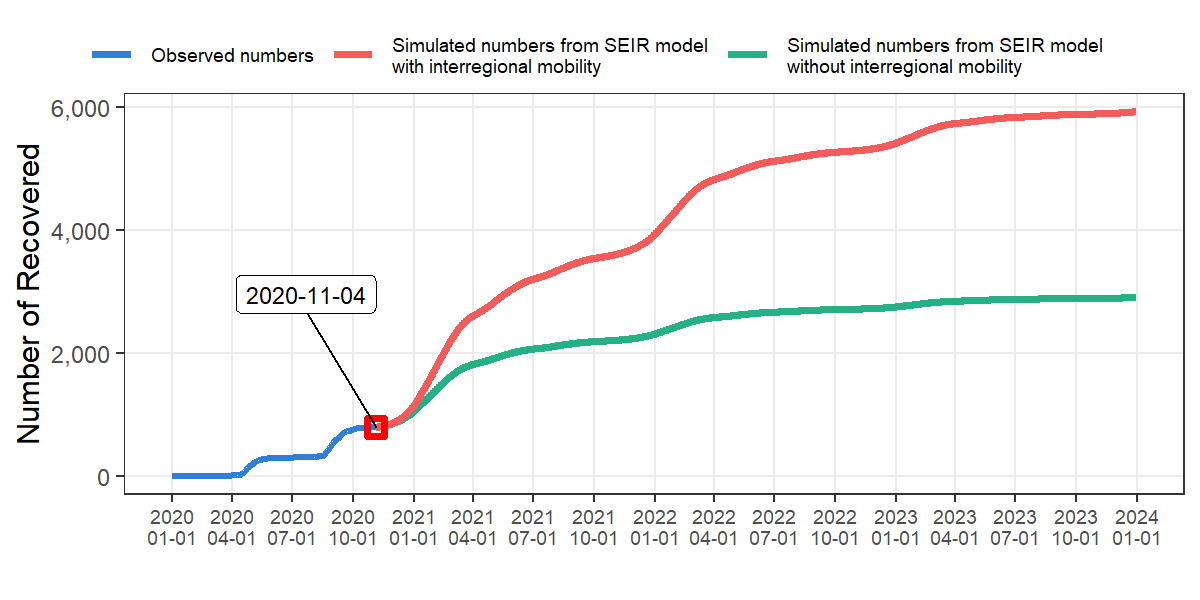 Observed numbers
Simulated numbers from SEIR model
with interregional mobility
Simulated numbers from SEIR model
without interregional mobility
Number of Recovered
6,000
4,000
2,000
0
2020-11-04
2020 2020 2020 2020 2021 2021 2021 2021 2022 2022 2022 2022 2023 2023 2023 2023 2024
01-01 04-01 07-01 10-01 01-01 04-01 07-01 10-01 01-01 04-01 07-01 10-01 01-01 04-01 07-01 10-01 01-01